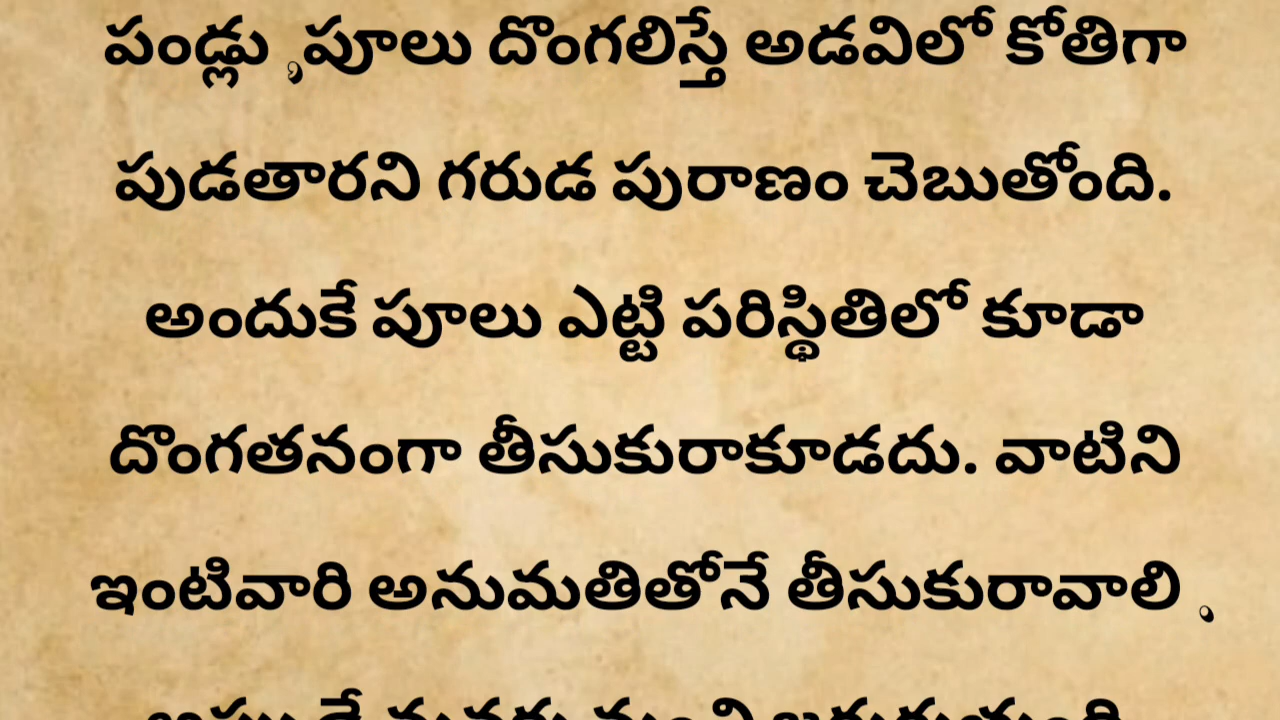 పండ్లు ,పూలు దొంగలిస్తే అడవిలో కోతిగా
పుడతారని గరుడ పురాణం చెబుతోంది.
అందుకే పూలు ఎట్టి పరిస్థితిలో కూడా
దొంగతనంగా తీసుకురాకూడదు. వాటిని
ఇంటివారి అనుమతితోనే తీసుకురావాలి ,